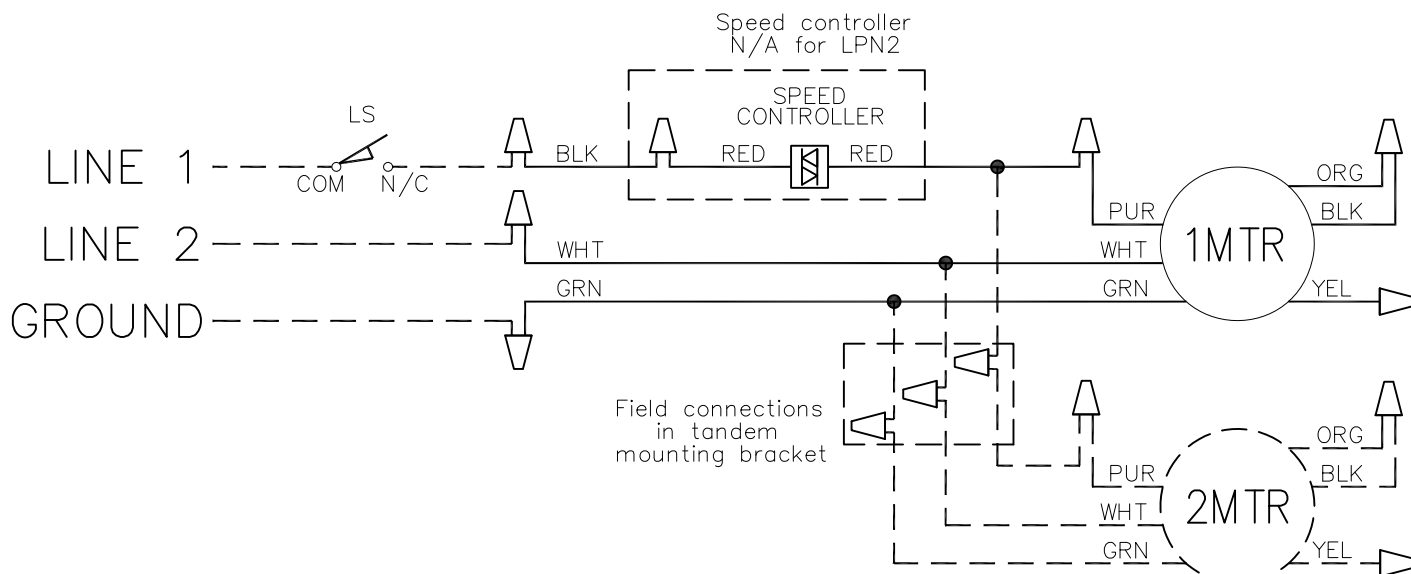 Speed controller
N/A for LPN2
SPEED
CONTROLLER
LS
LINE 1
COM
N/C
BLK
RED
RED
ORG
PUR
BLK
1MTR
LINE 2
WHT
WHT
GROUND
GRN
GRN
YEL
Field connections
in tandem
mounting bracket
ORG
PUR
BLK
2MTR
WHT
GRN
YEL